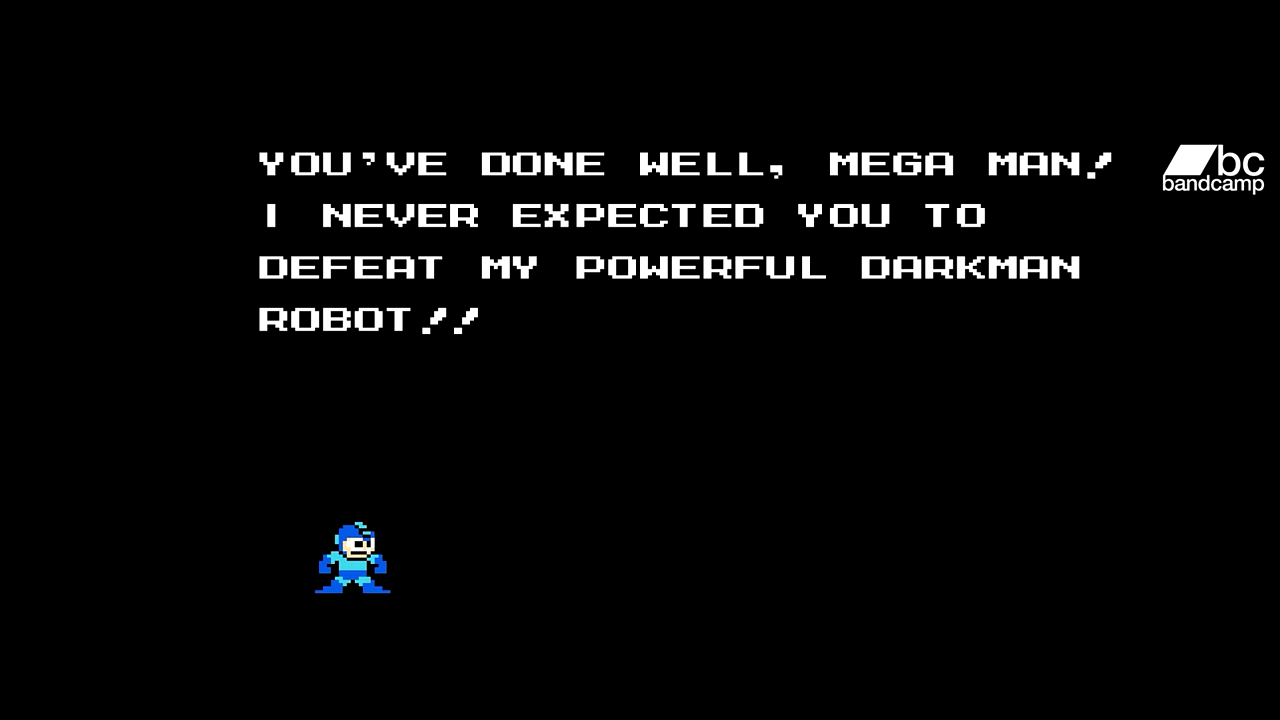 YOU'VE DONE WELL, MEGA MAN!
I NEVER EXPECTED YOU TO
DEFEAT MY POWERFUL DARKMAN
ROBOT!!
bc
bandcamp